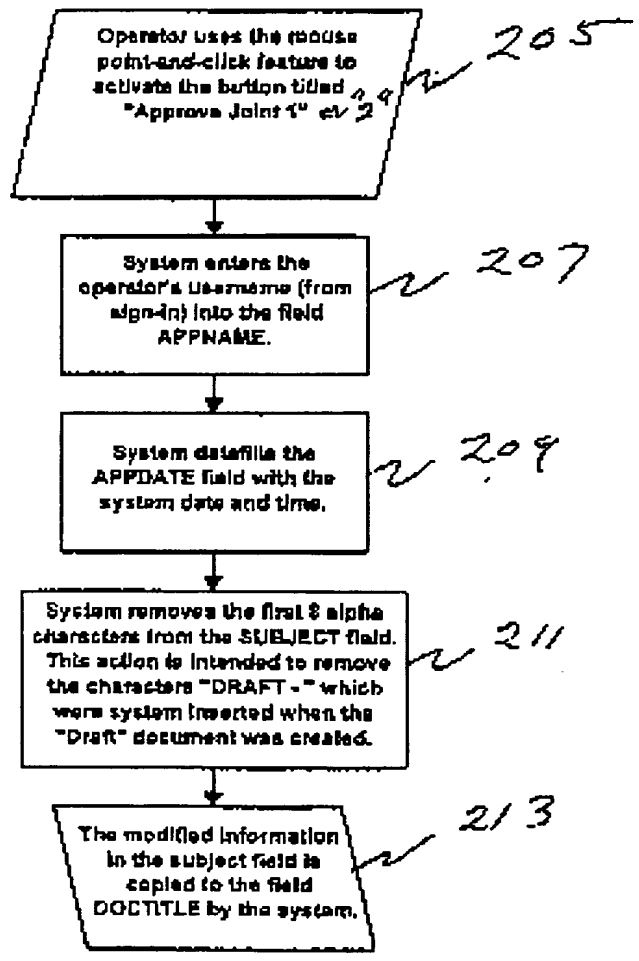 Operator uses the mouse
point-and-click feature to
activate the button titled
"Approve Joint 1" or "2"
205
System enters the
operator's username (from
sign-in) into the field
APPNAME.
207
System datafills the
APPDATE field with the
system date and time.
209
System removes the first 8 alpha
characters from the SUBJECT field.
This action is intended to remove
the characters "DRAFT - " which
were system inserted when the
"Draft" document was created.
211
The modified information
in the subject field is
copied to the field
DOCTITLE by the system.
213